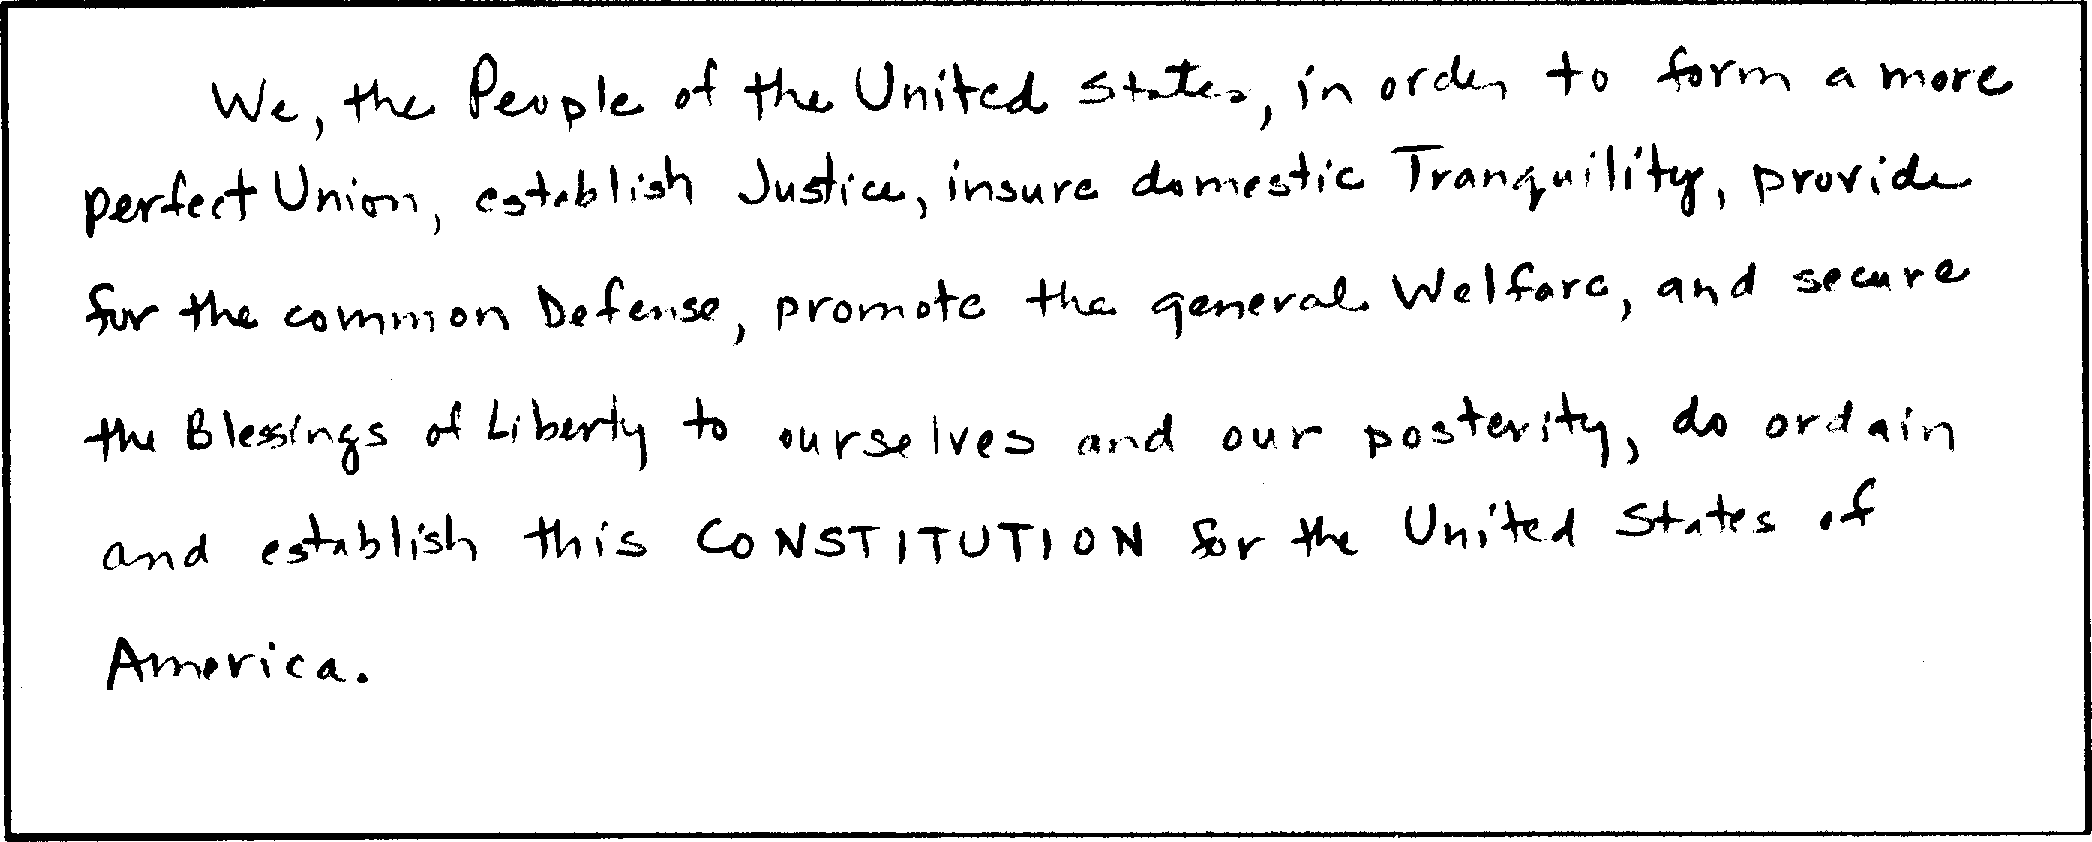 We, the People of the United States, in order to form a more
perfect Union, establish Justice, insure domestic Tranquility, provide
for the common Defense, promote the general Welfare, and secure
the Blessings of Liberty to ourselves and our posterity, do ordain
and establish this CONSTITUTION for the United States of
America.